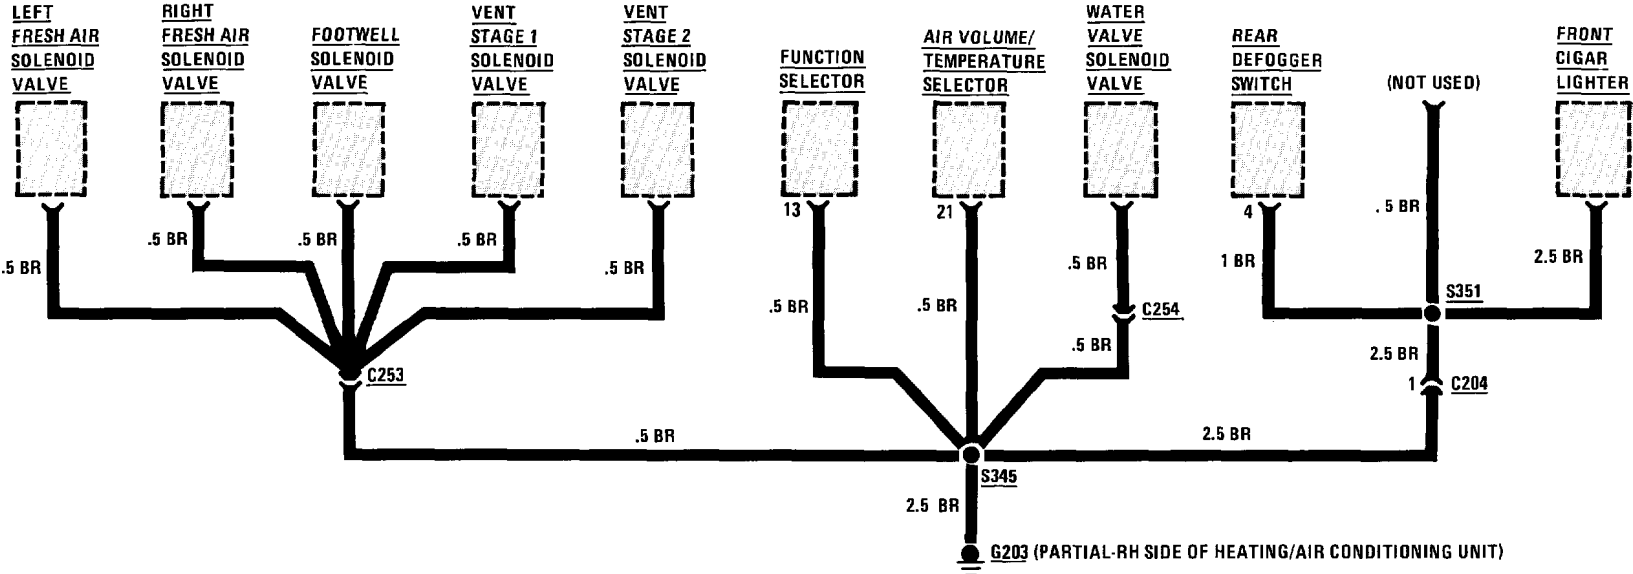 LEFT
FRESH AIR
SOLENOID
VALVE
RIGHT
FRESH AIR
SOLENOID
VALVE
FOOTWELL
SOLENOID
VALVE
VENT
STAGE 1
SOLENOID
VALVE
VENT
STAGE 2
SOLENOID
VALVE
FUNCTION
SELECTOR
AIR VOLUME/
TEMPERATURE
SELECTOR
WATER
VALVE
SOLENOID
VALVE
REAR
DEFOGGER
SWITCH
(NOT USED)
FRONT
CIGAR
LIGHTER
13
21
4
.5 BR
.5 BR
.5 BR
.5 BR
.5 BR
.5 BR
.5 BR
.5 BR
1 BR
.5 BR
2.5 BR
C254
.5 BR
S351
2.5 BR
C253
1
C204
.5 BR
2.5 BR
S345
2.5 BR
G203 (PARTIAL-RH SIDE OF HEATING/AIR CONDITIONING UNIT)